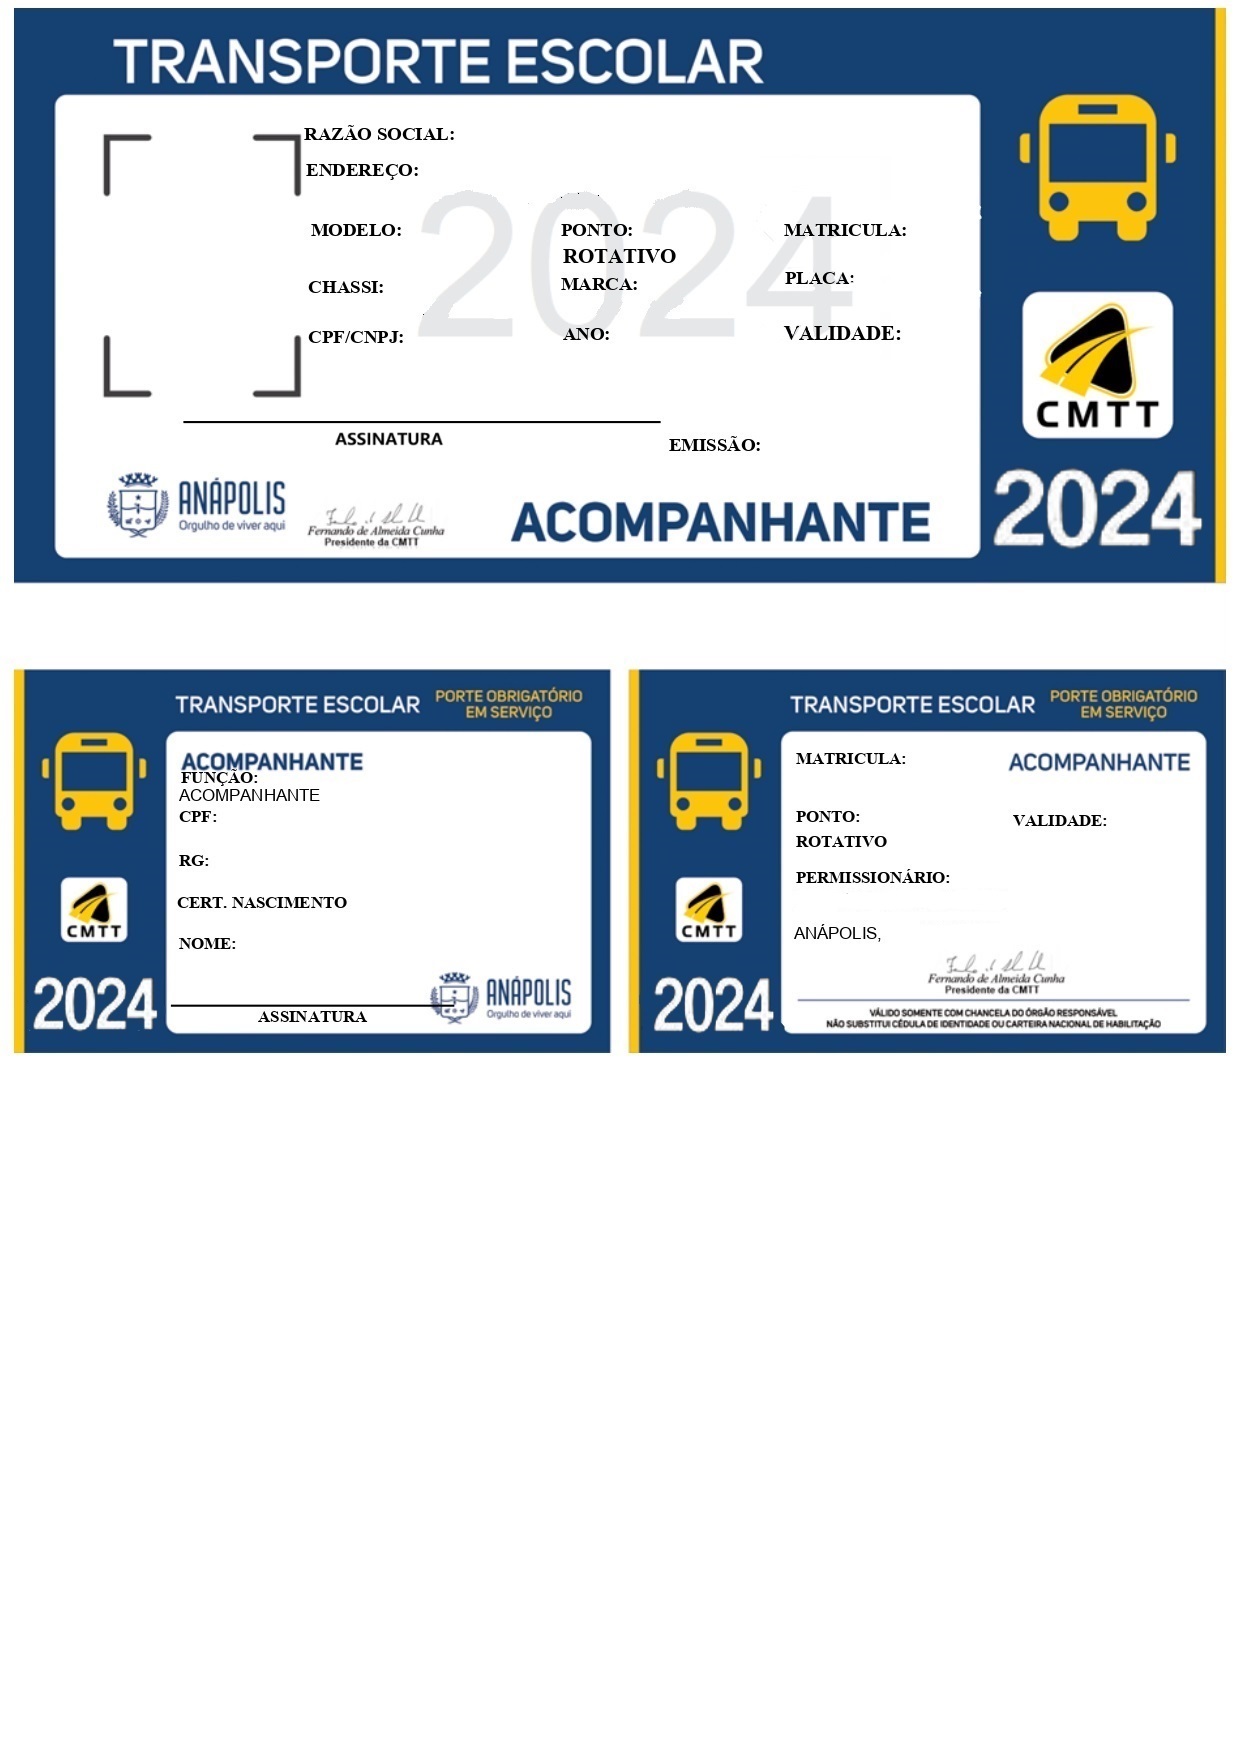 TRANSPORTE ESCOLAR
RAZÃO SOCIAL:
ENDEREÇO:
2024
MODELO: PONTO: MATRICULA:
ROTATIVO
CHASSI: MARCA: PLACA:
CPF/CNPJ: ANO: VALIDADE:
ASSINATURA
EMISSÃO:
CMTT
2024
ANÁPOLIS
Orgulho de viver aqui
Fernando de Almeida Cunha
Presidente da CMTT
ACOMPANHANTE
TRANSPORTE ESCOLAR
PORTE OBRIGATÓRIO
EM SERVIÇO
ACOMPANHANTE
FUNÇÃO:
ACOMPANHANTE
CPF:
RG:
CERT. NASCIMENTO
NOME:
ASSINATURA
CMTT
2024
ANÁPOLIS
Orgulho de viver aqui
TRANSPORTE ESCOLAR
PORTE OBRIGATÓRIO
EM SERVIÇO
MATRICULA: ACOMPANHANTE
PONTO: VALIDADE:
ROTATIVO
PERMISSIONÁRIO:
ANÁPOLIS,
CMTT
2024
Fernando de Almeida Cunha
Presidente da CMTT
VÁLIDO SOMENTE COM CHANCELA DO ÓRGÃO RESPONSÁVEL
NÃO SUBSTITUI CÉDULA DE IDENTIDADE OU CARTEIRA NACIONAL DE HABILITAÇÃO